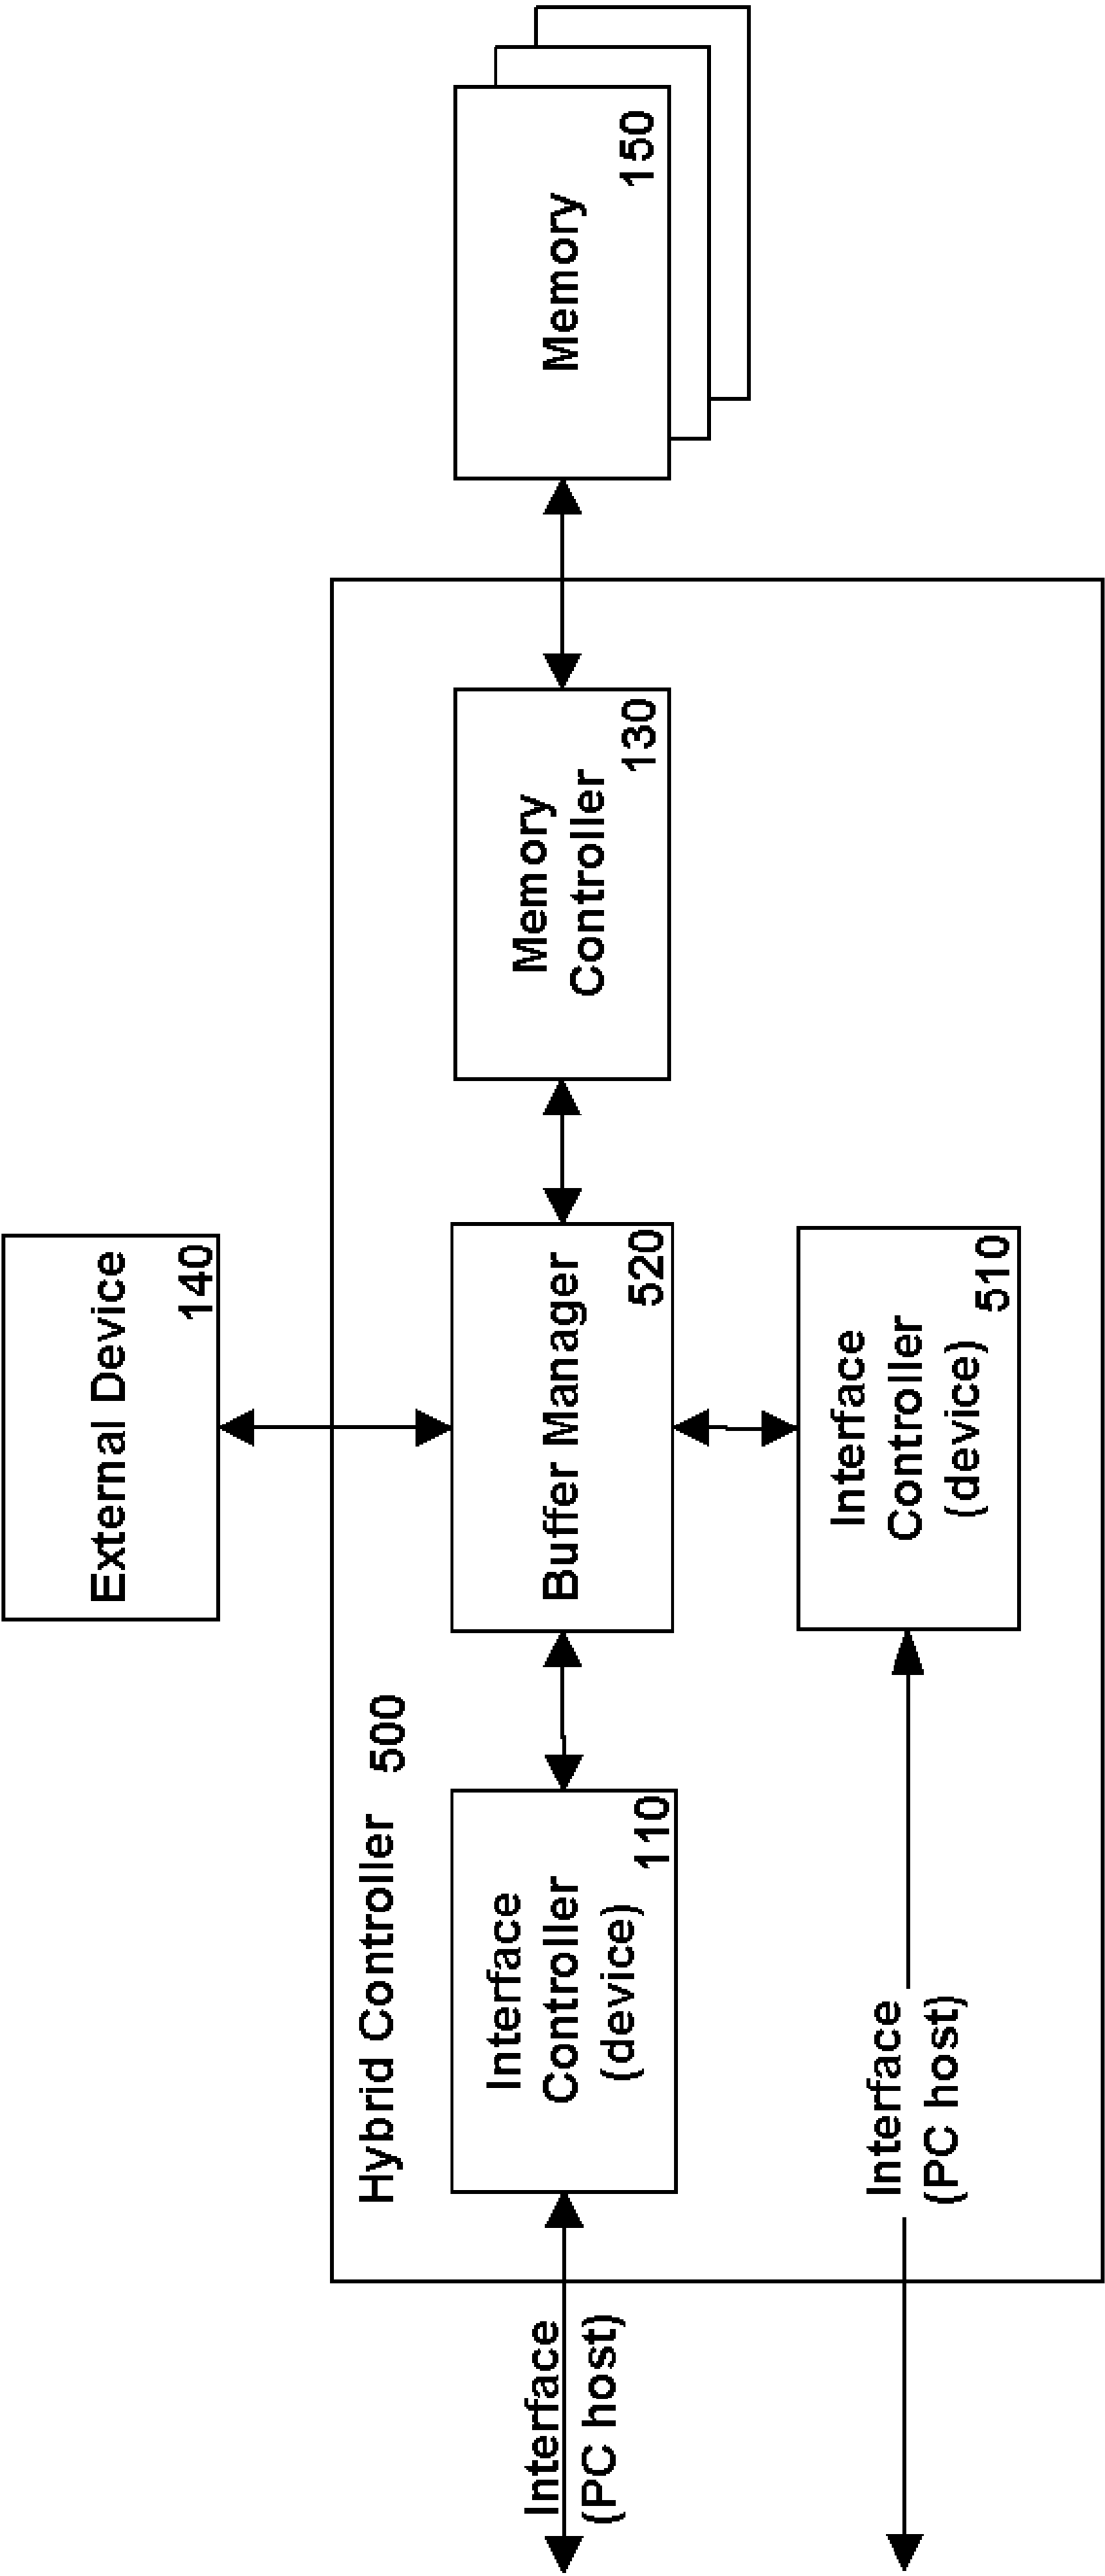 External Device
140
Hybrid Controller 500
Interface
(PC host)
Interface
Controller
(device)
110
Buffer Manager
520
Memory
Controller
130
Memory
150
Interface
(PC host)
Interface
Controller
(device)
510